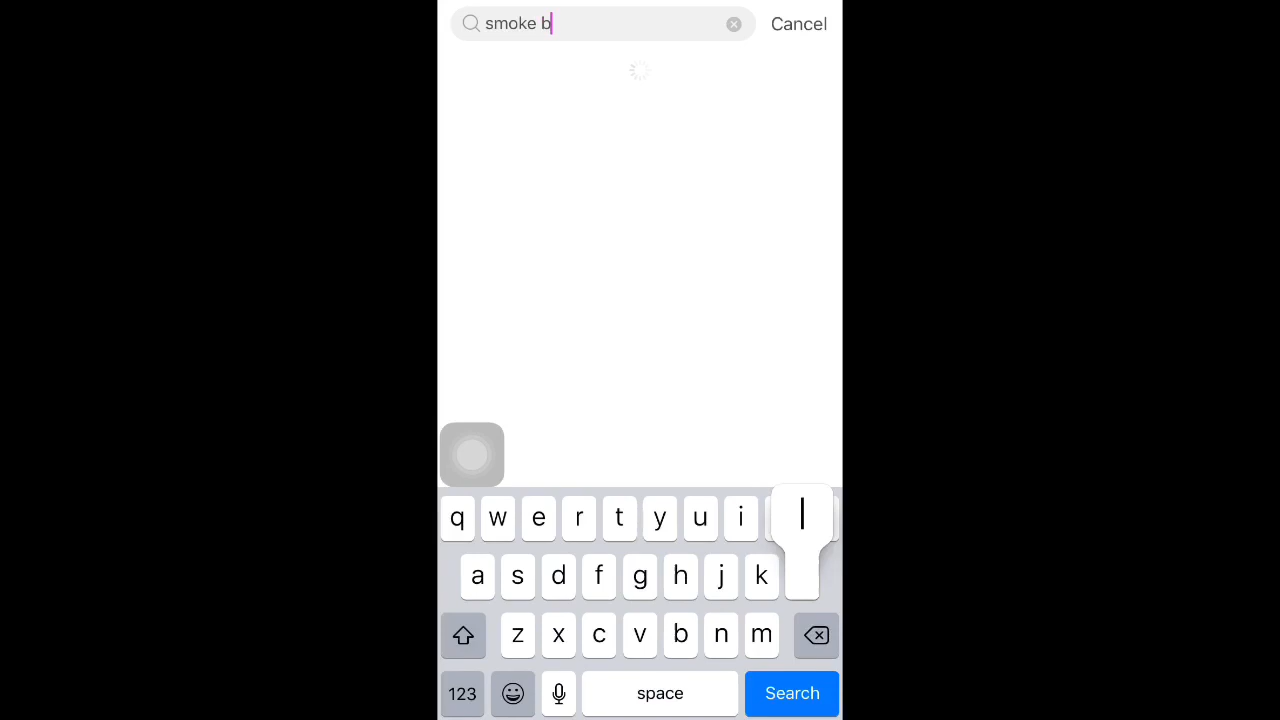 smoke b
Cancel
q w e r t y u i l
a s d f g h j k
z x c v b n m
123 space Search